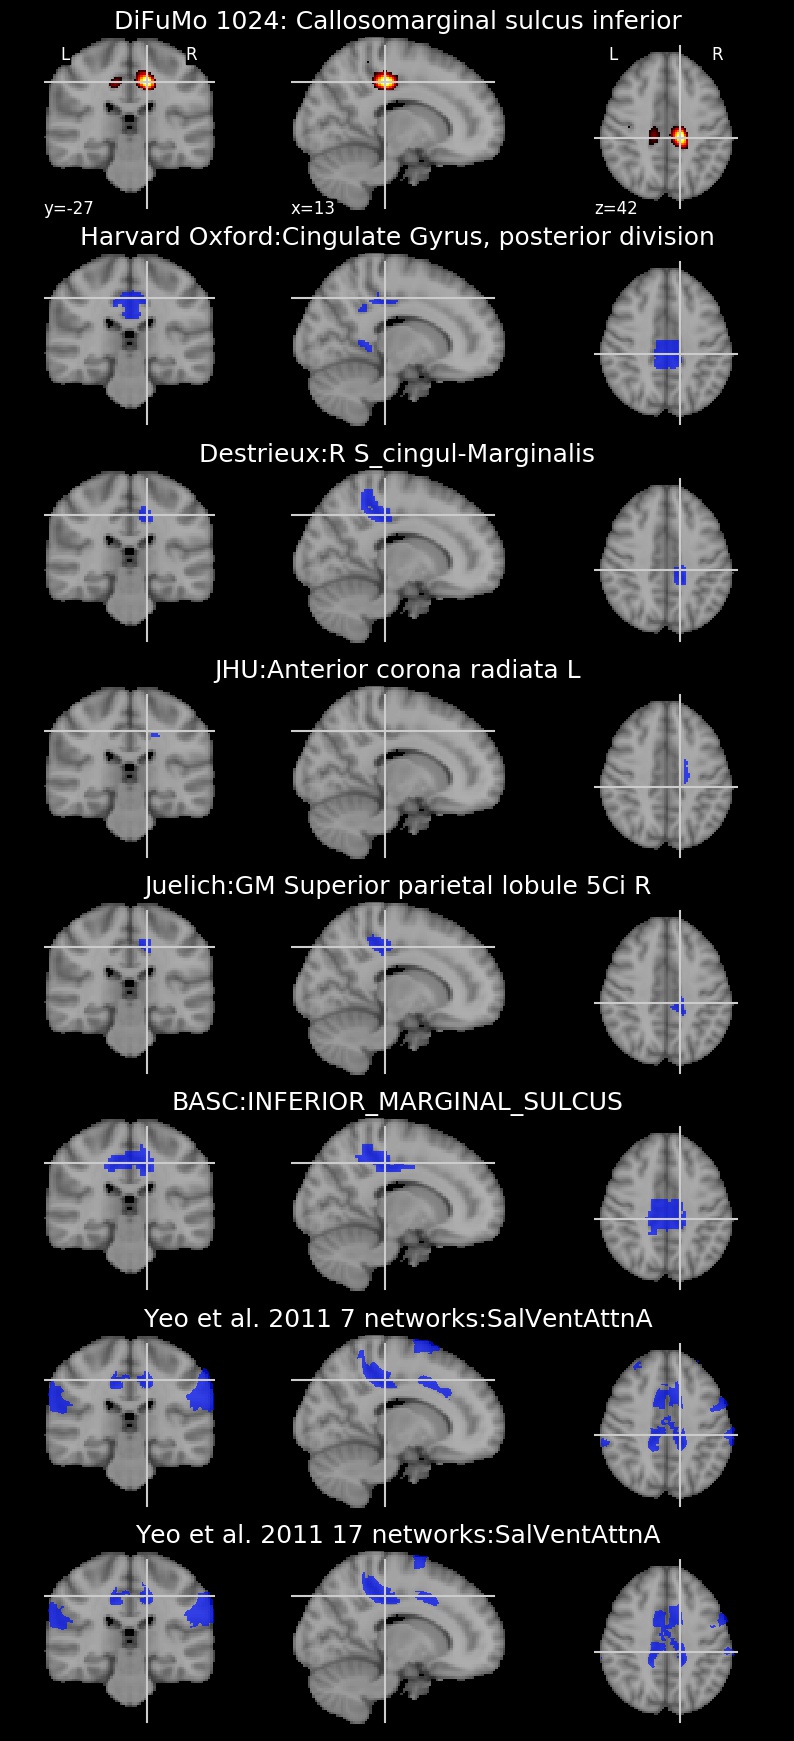 DiFuMo 1024: Callosomarginal sulcus inferior
L R L R
y=-27 x=13 z=42
Harvard Oxford:Cingulate Gyrus, posterior division
Destrieux:R S_cingul-Marginalis
JHU:Anterior corona radiata L
Juelich:GM Superior parietal lobule 5Ci R
BASC:INFERIOR_MARGINAL_SULCUS
Yeo et al. 2011 7 networks:SalVentAttnA
Yeo et al. 2011 17 networks:SalVentAttnA